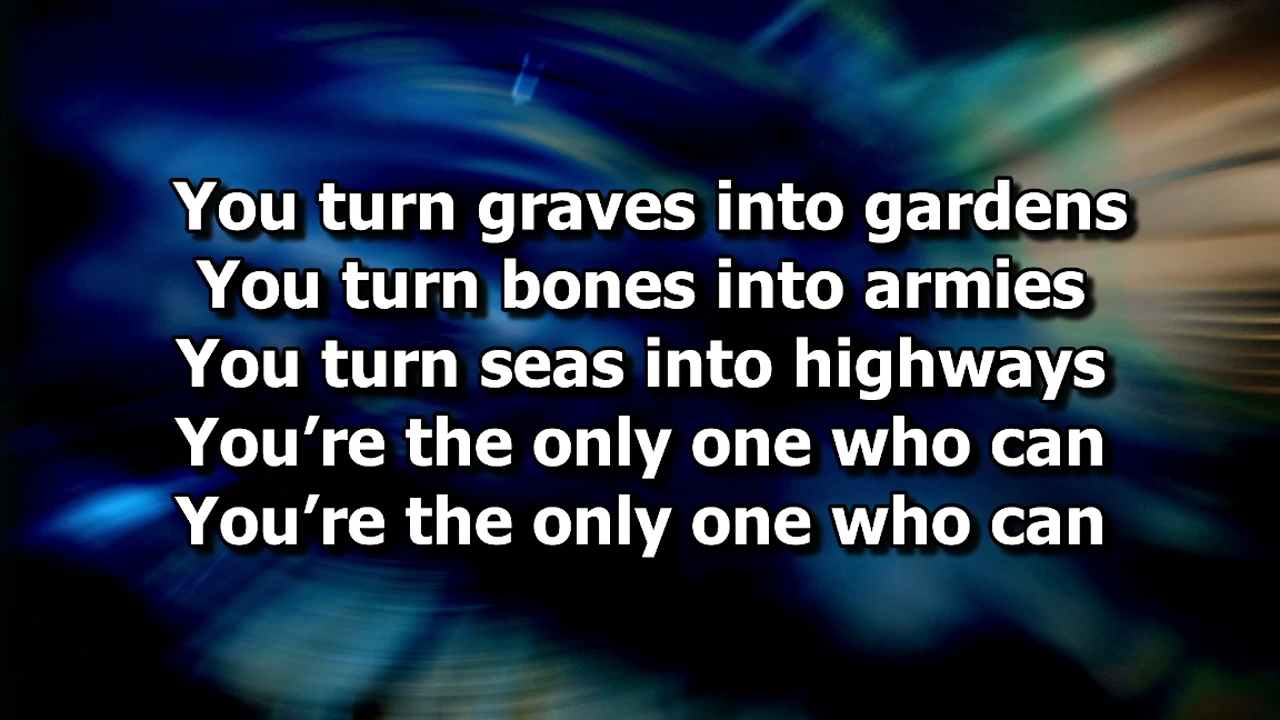 You turn graves into gardens
You turn bones into armies
You turn seas into highways
You’re the only one who can
You’re the only one who can